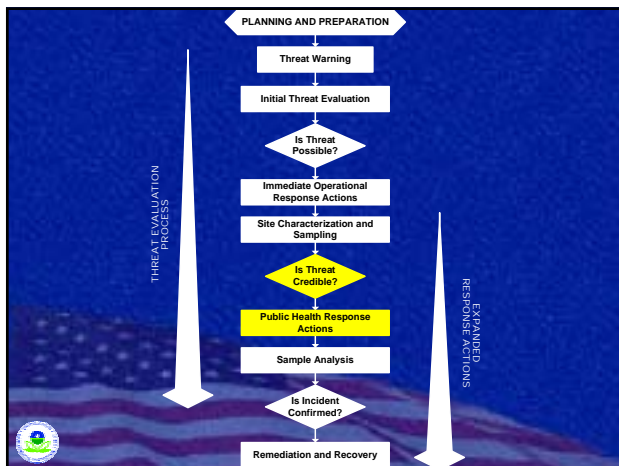 PLANNING AND PREPARATION
Threat Warning
Initial Threat Evaluation
Is Threat
Possible?
Immediate Operational
Response Actions
Site Characterization and
Sampling
Is Threat
Credible?
Public Health Response
Actions
Sample Analysis
Is Incident
Confirmed?
Remediation and Recovery
THREAT EVALUATION
PROCESS
EXPANDED
RESPONSE ACTIONS